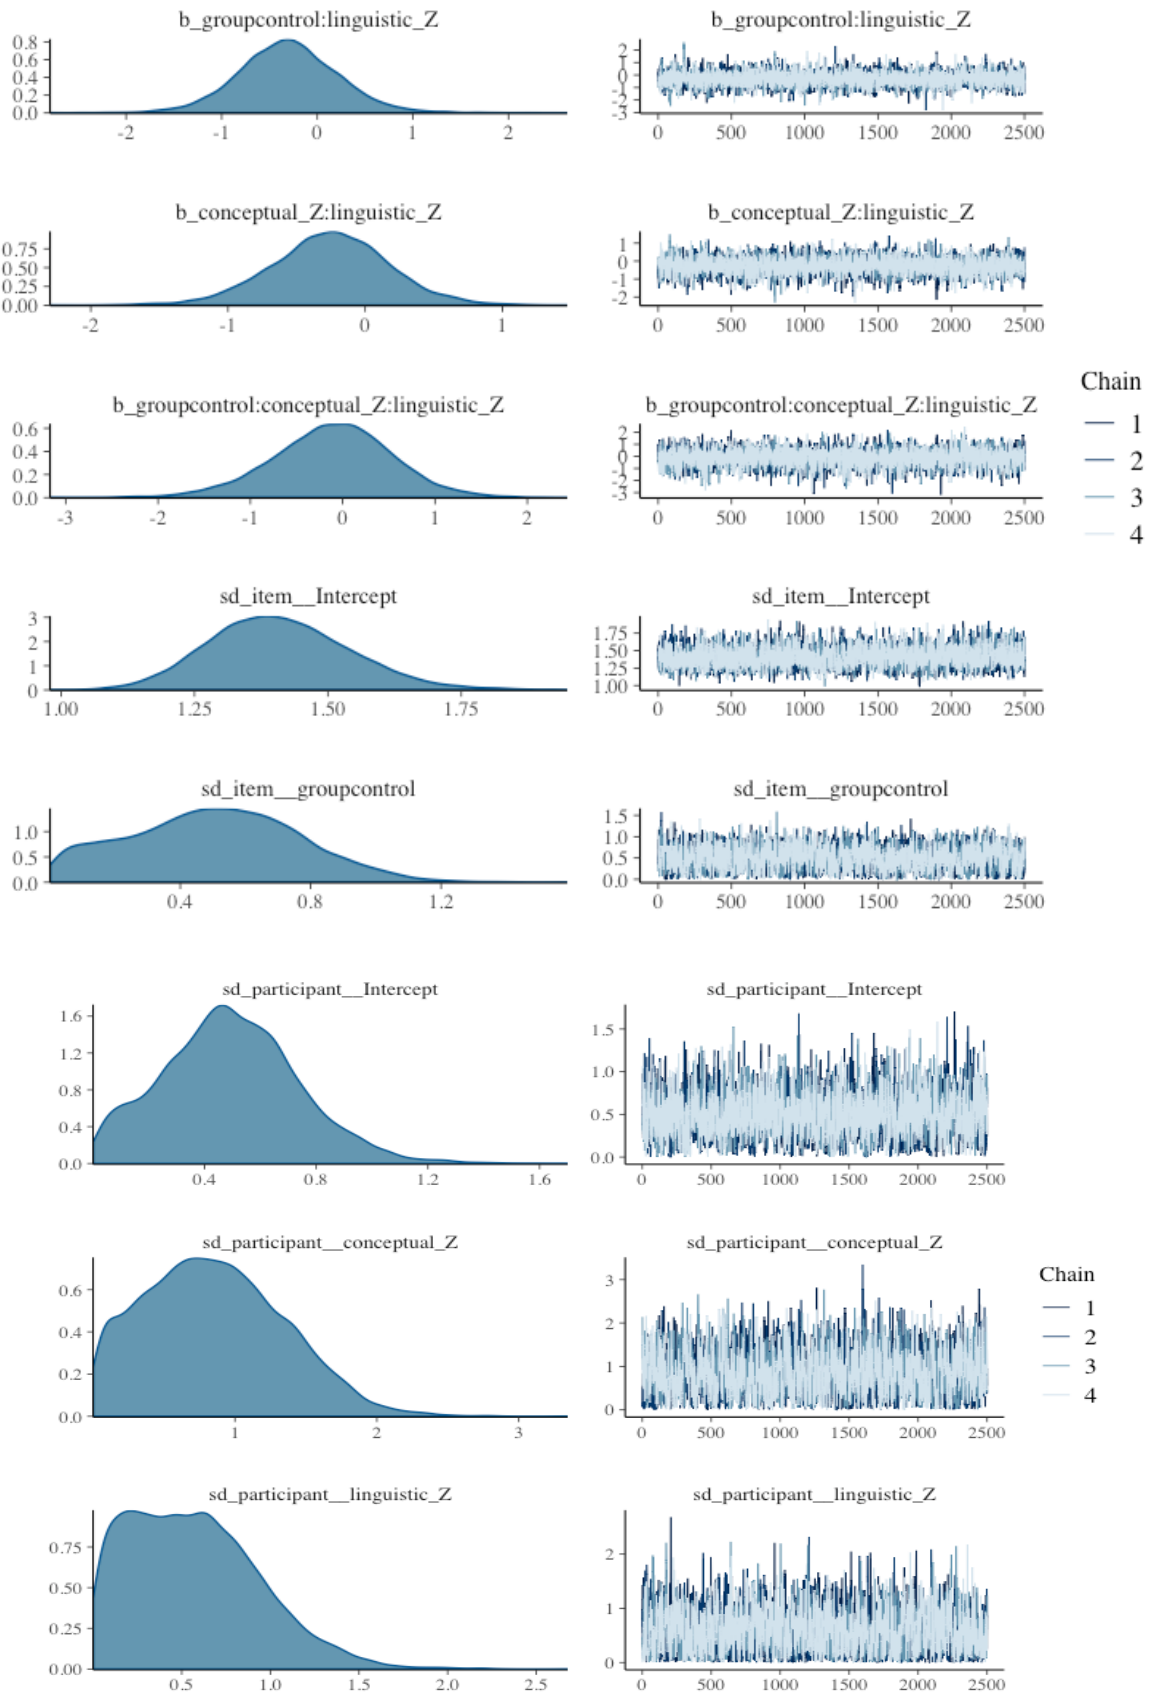 b_groupcontrol:linguistic_Z b_groupcontrol:linguistic_Z
0.8
0.6
0.4
0.2
0.0
-2 -1 0 1 2
2
1
0
-1
-2
-3
0 500 1000 1500 2000 2500
b_conceptual_Z:linguistic_Z b_conceptual_Z:linguistic_Z
0.75
0.50
0.25
0.00
-2 -1 0 1
1
0
-1
-2
0 500 1000 1500 2000 2500
b_groupcontrol:conceptual_Z:linguistic_Z b_groupcontrol:conceptual_Z:linguistic_Z
0.6
0.4
0.2
0.0
-3 -2 -1 0 1 2
2
1
0
-1
-2
-3
0 500 1000 1500 2000 2500
Chain
1
2
3
4
sd_item__Intercept sd_item__Intercept
3
2
1
0
1.00 1.25 1.50 1.75
1.75
1.50
1.25
1.00
0 500 1000 1500 2000 2500
sd_item__groupcontrol sd_item__groupcontrol
1.0
0.5
0.0
0.4 0.8 1.2
1.5
1.0
0.5
0.0
0 500 1000 1500 2000 2500
sd_participant__Intercept sd_participant__Intercept
1.6
1.2
0.8
0.4
0.0
0.4 0.8 1.2 1.6
1.5
1.0
0.5
0.0
0 500 1000 1500 2000 2500
sd_participant__conceptual_Z sd_participant__conceptual_Z
0.6
0.4
0.2
0.0
1 2 3
3
2
1
0
0 500 1000 1500 2000 2500
Chain
1
2
3
4
sd_participant__linguistic_Z sd_participant__linguistic_Z
0.75
0.50
0.25
0.00
0.5 1.0 1.5 2.0 2.5
2
1
0
0 500 1000 1500 2000 2500